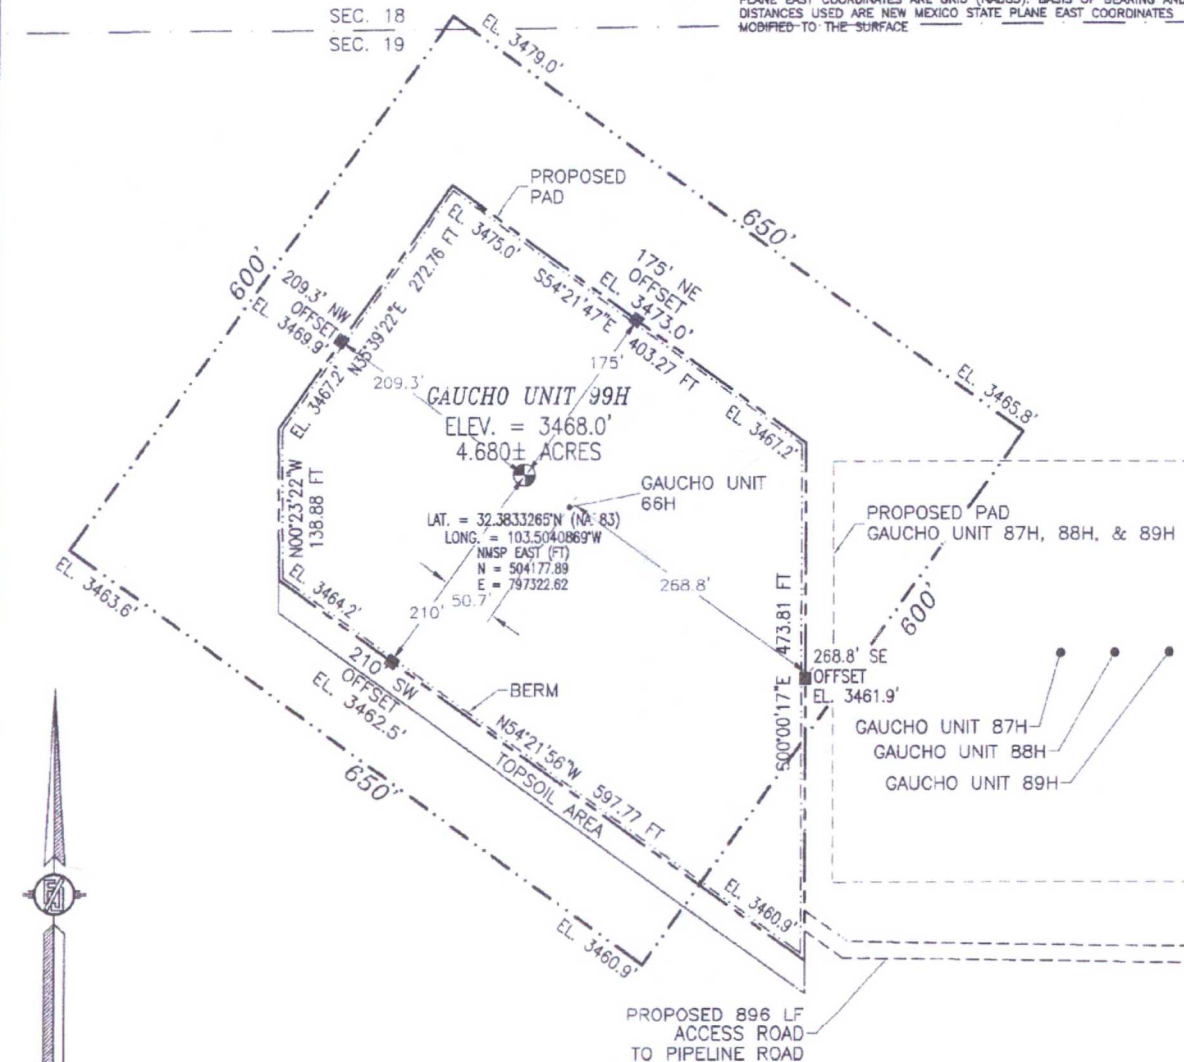 PLANE EAST COORDINATES ARE GRID (NAD83). BASIS OF BEARING AND
DISTANCES USED ARE NEW MEXICO STATE PLANE EAST COORDINATES
MODIFIED TO THE SURFACE
SEC. 18
SEC. 19
EL. 3479.0'
PROPOSED
PAD
650'
EL. 3475.0'
S54°21'47"E 403.27 FT
175' NE
OFFSET
EL. 3473.0'
600'
209.3' NW
OFFSET
EL. 3469.9'
N35°39'22"E 272.76 FT
EL. 3467.2'
209.3'
175'
EL. 3467.2'
EL. 3465.8'
GAUCHO UNIT 99H
ELEV. = 3468.0'
4.680± ACRES
GAUCHO UNIT
66H
LAT. = 32.3833265°N (NA 83)
LONG. = 103.5040869°W
NMSP EAST (FT)
N = 504177.89
E = 797322.62
N00°23'22"W
138.88 FT
PROPOSED PAD
GAUCHO UNIT 87H, 88H, & 89H
EL. 3463.6'
EL. 3464.2'
210'
50.7'
268.8'
S00°00'17"E 473.81 FT
600'
268.8' SE
OFFSET
EL. 3461.9'
210' SW
OFFSET
EL. 3462.5'
BERM
GAUCHO UNIT 87H
GAUCHO UNIT 88H
GAUCHO UNIT 89H
N54°21'56"W 597.77 FT
TOPSOIL AREA
650'
EL. 3460.9'
EL. 3460.9'
PROPOSED 896 LF
ACCESS ROAD
TO PIPELINE ROAD